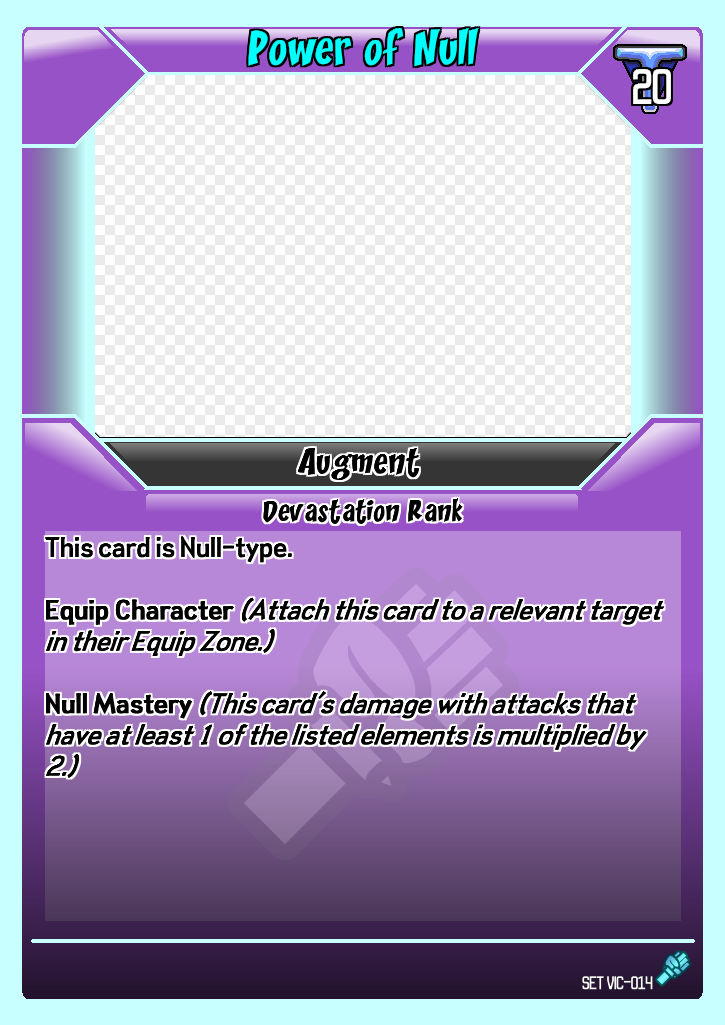 Power of Null
20
Augment
Devastation Rank
This card is Null-type.
Equip Character (Attach this card to a relevant target
in their Equip Zone.)
Null Mastery (This card's damage with attacks that
have at least 1 of the listed elements is multiplied by
2.)
SET VIC-014